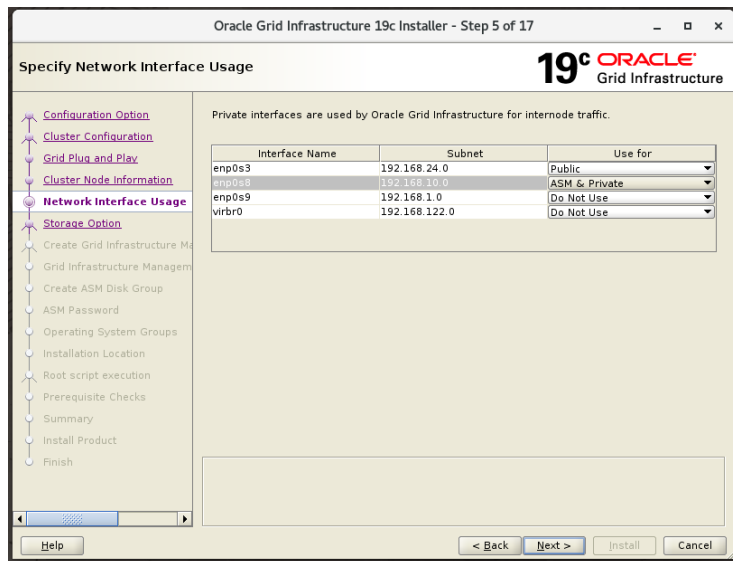 Oracle Grid Infrastructure 19c Installer - Step 5 of 17
Specify Network Interface Usage
19c ORACLE
Grid Infrastructure
Configuration Option
Cluster Configuration
Grid Plug and Play
Cluster Node Information
Network Interface Usage
Storage Option
Create Grid Infrastructure Ma
Grid Infrastructure Managem
Create ASM Disk Group
ASM Password
Operating System Groups
Installation Location
Root script execution
Prerequisite Checks
Summary
Install Product
Finish
Private interfaces are used by Oracle Grid Infrastructure for internode traffic.
Interface Name Subnet Use for
enp0s3 192.168.24.0 Public
enp0s8 192.168.10.0 ASM & Private
enp0s9 192.168.1.0 Do Not Use
virbr0 192.168.122.0 Do Not Use
Help < Back Next > Install Cancel